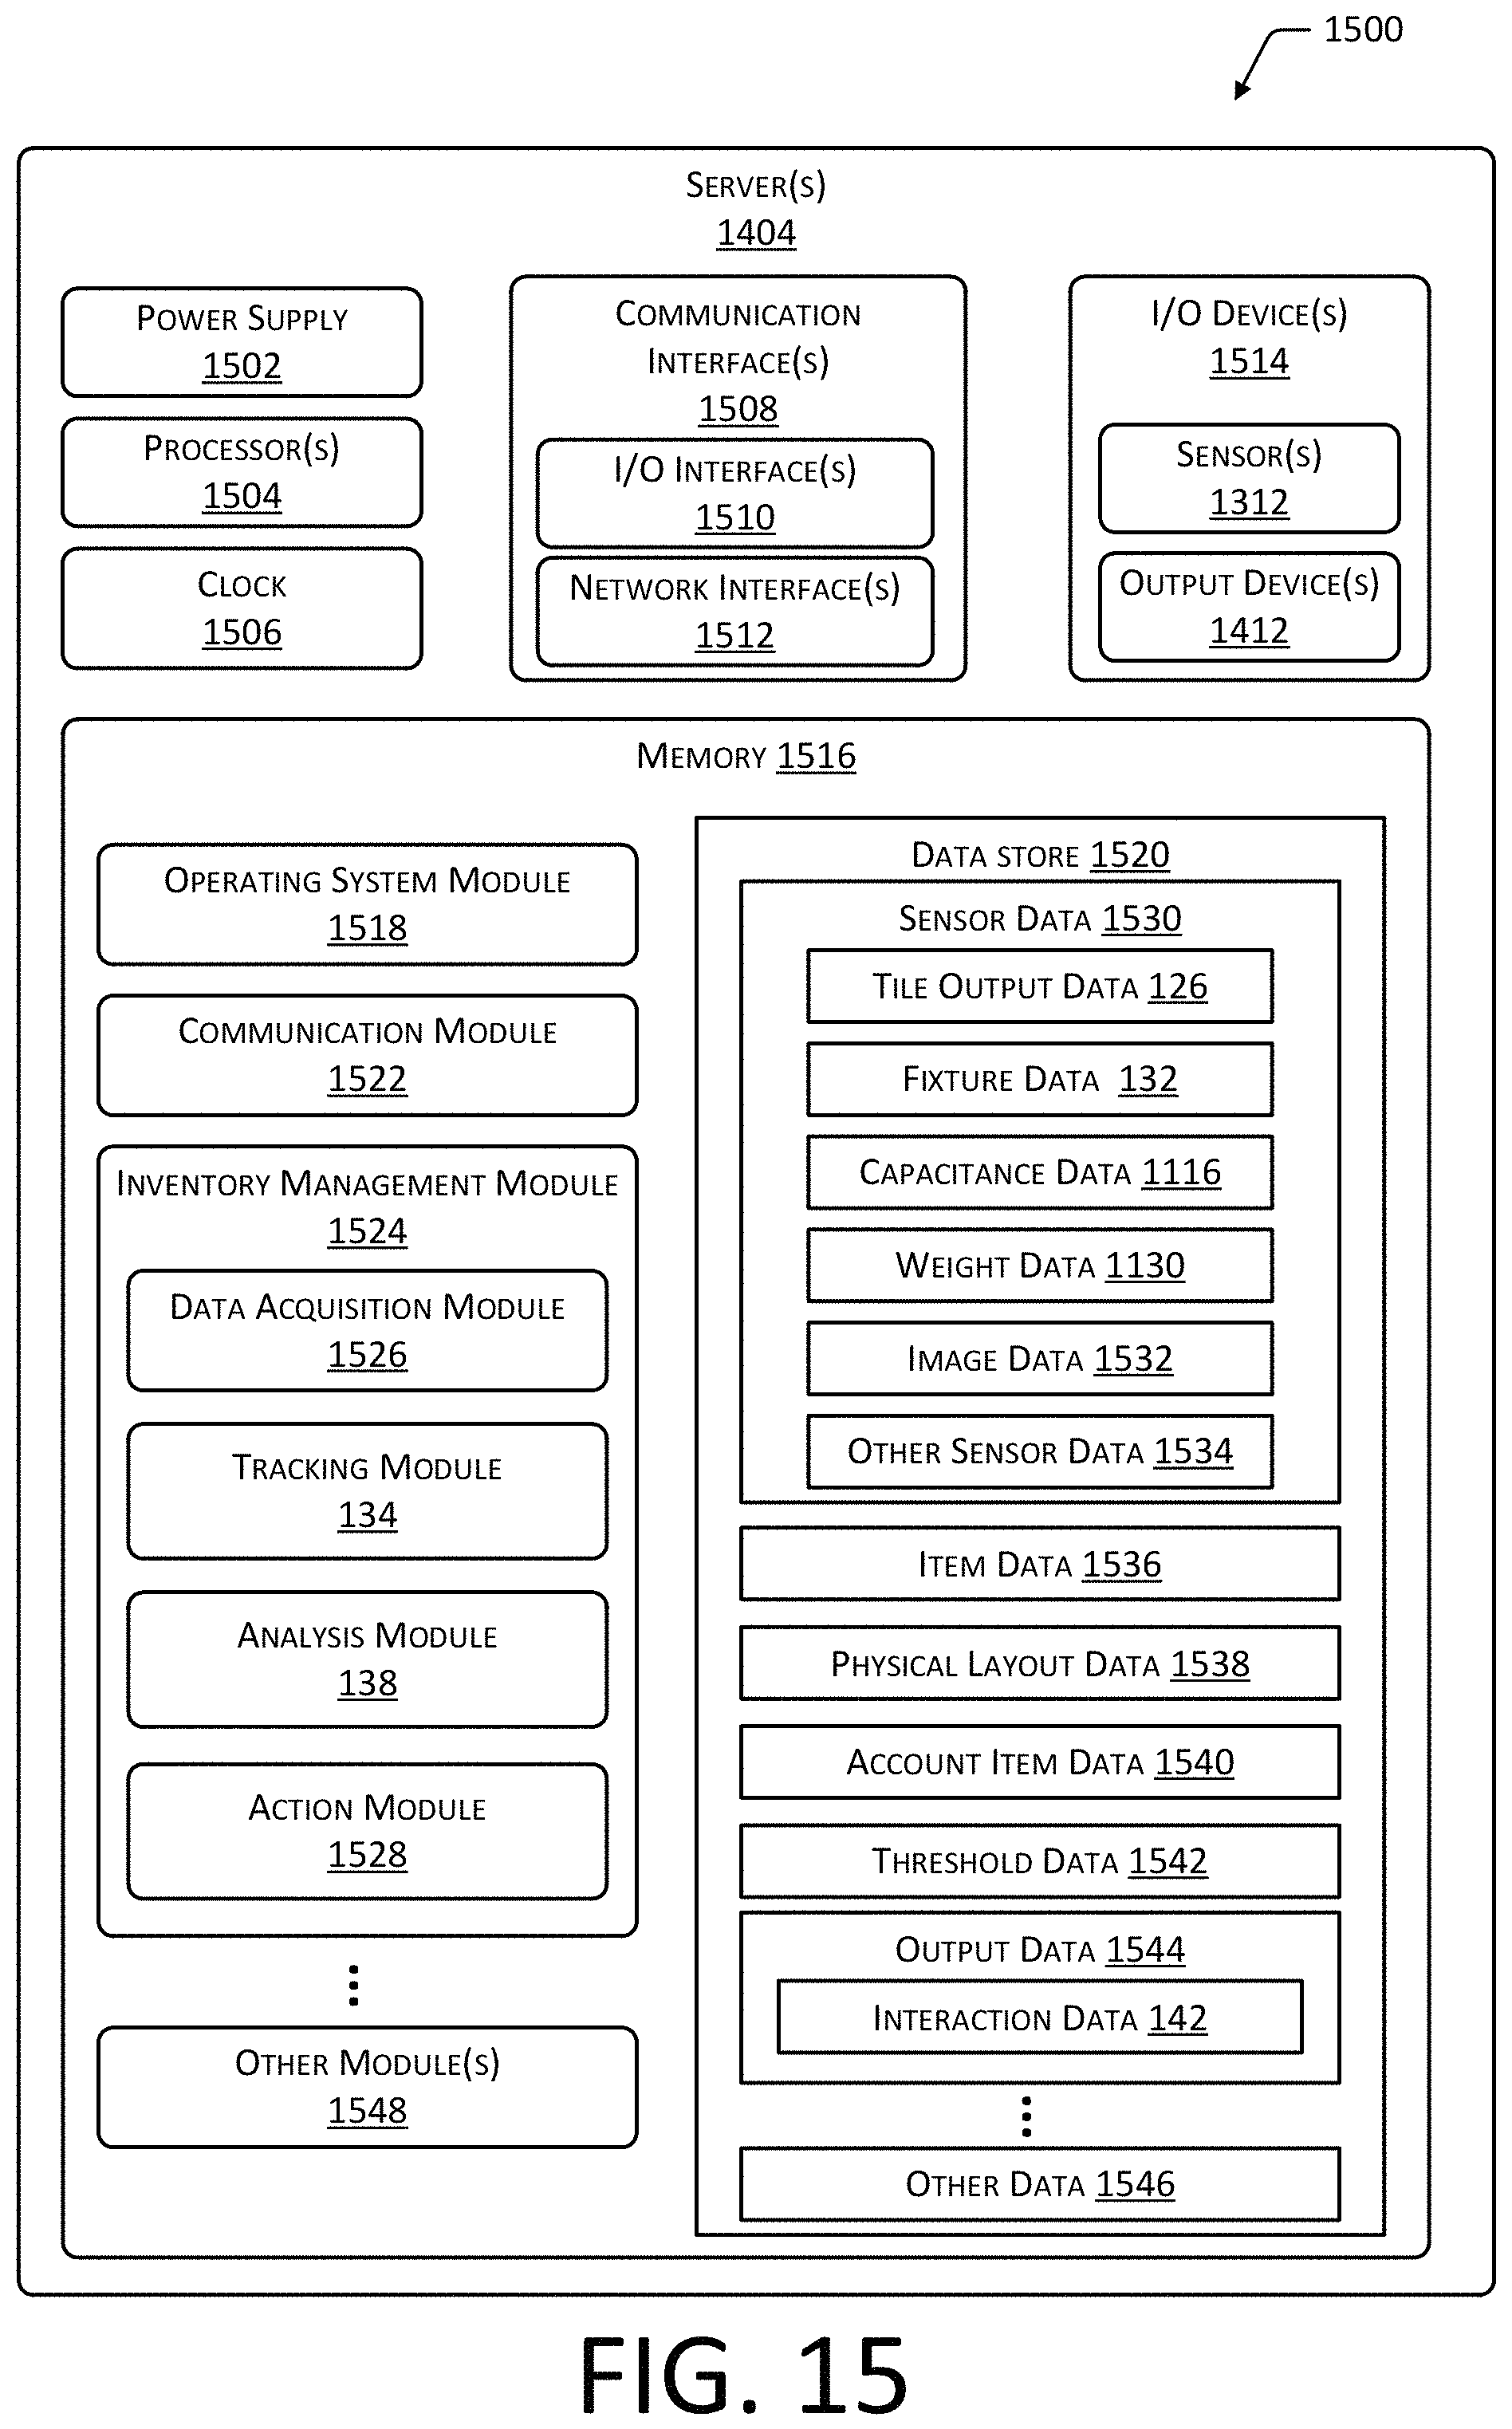 1500
SERVER(S)
1404
POWER SUPPLY
1502
PROCESSOR(S)
1504
CLOCK
1506
COMMUNICATION
INTERFACE(S)
1508
I/O INTERFACE(S)
1510
NETWORK INTERFACE(S)
1512
I/O DEVICE(S)
1514
SENSOR(S)
1312
OUTPUT DEVICE(S)
1412
MEMORY 1516
OPERATING SYSTEM MODULE
1518
COMMUNICATION MODULE
1522
INVENTORY MANAGEMENT MODULE
1524
DATA ACQUISITION MODULE
1526
TRACKING MODULE
134
ANALYSIS MODULE
138
ACTION MODULE
1528
OTHER MODULE(S)
1548
DATA STORE 1520
SENSOR DATA 1530
TILE OUTPUT DATA 126
FIXTURE DATA 132
CAPACITANCE DATA 1116
WEIGHT DATA 1130
IMAGE DATA 1532
OTHER SENSOR DATA 1534
ITEM DATA 1536
PHYSICAL LAYOUT DATA 1538
ACCOUNT ITEM DATA 1540
THRESHOLD DATA 1542
OUTPUT DATA 1544
INTERACTION DATA 142
OTHER DATA 1546
FIG. 15